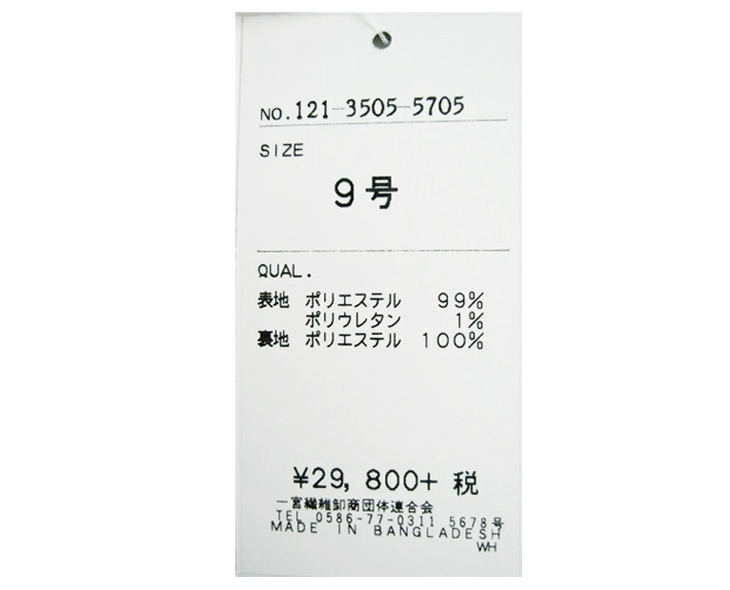 NO.121-3505-5705
SIZE
9号
QUAL.
表地 ポリエステル 99%
ポリウレタン 1%
裏地 ポリエステル 100%
¥29,800+ 税
一宮繊維卸商団体連合会
TEL 0586-77-0311 5678号
MADE IN BANGLADESH
WH